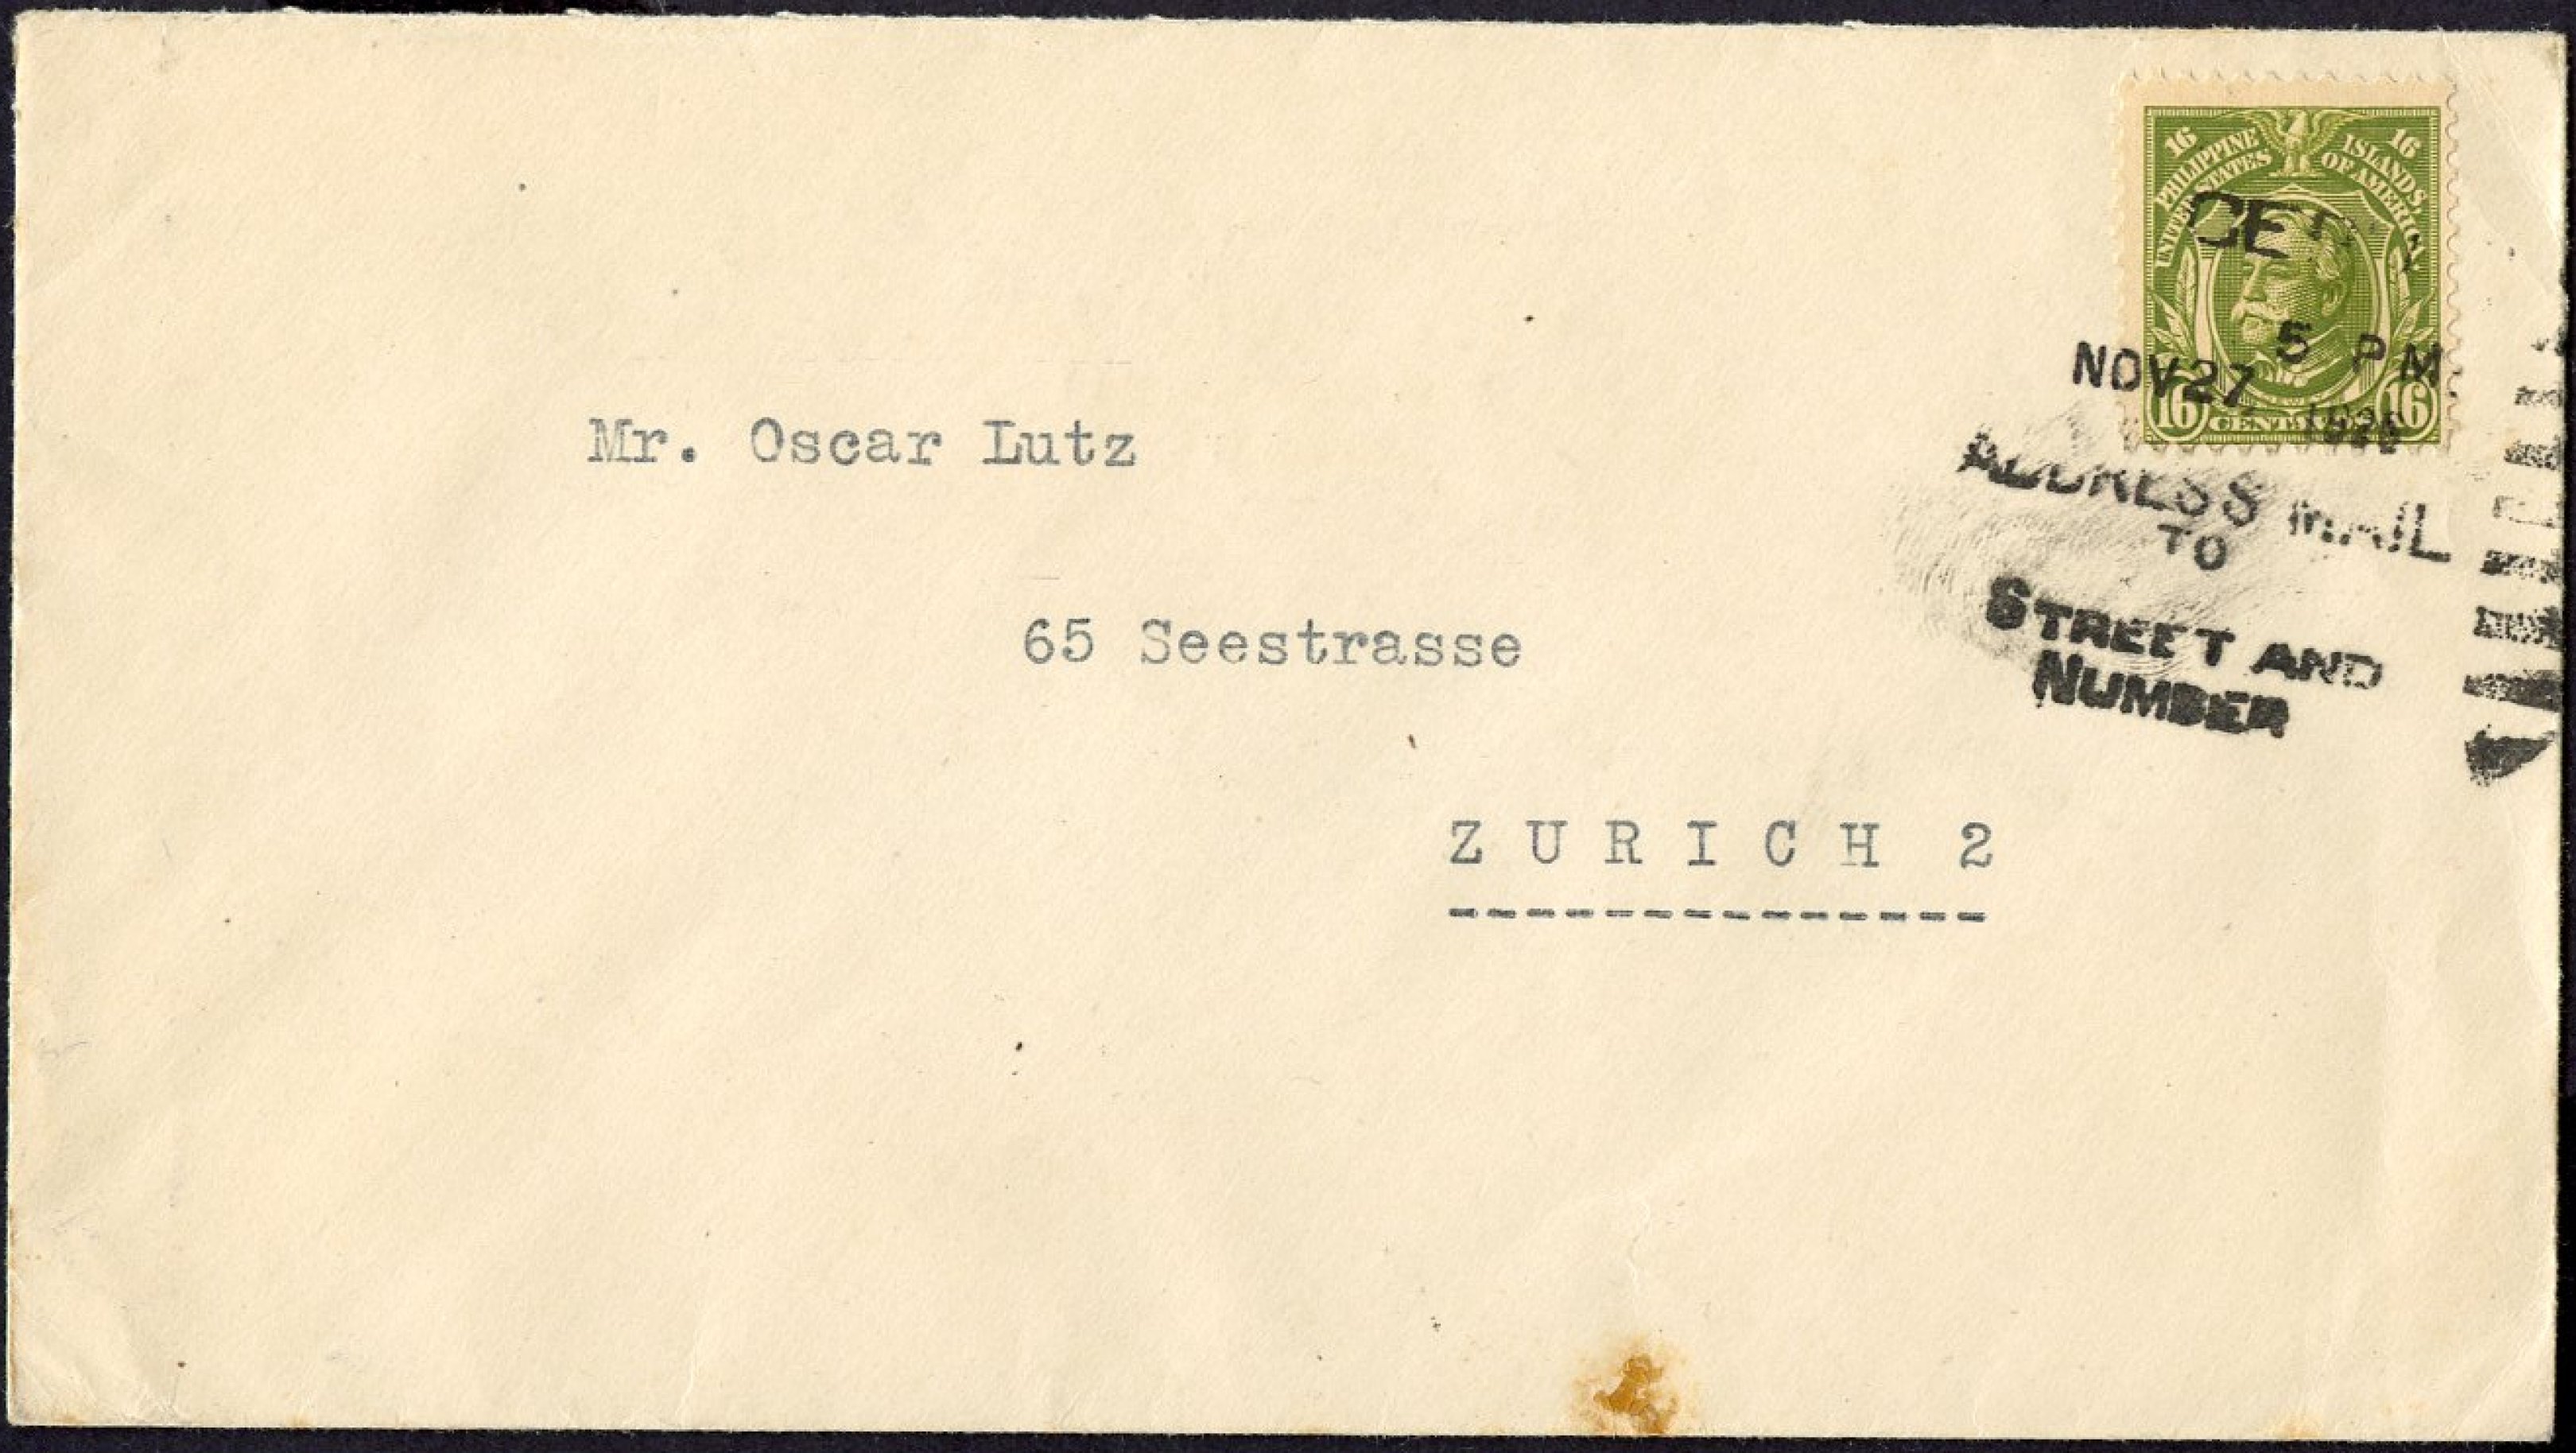 16 16
PHILIPPINE ISLANDS,
UNITED STATES OF AMERICA
5 PM
NOV 27
16 CENTAVOS 16
ADDRESS MAIL
TO
STREET AND
NUMBER
Mr. Oscar Lutz
65 Seestrasse
ZURICH 2